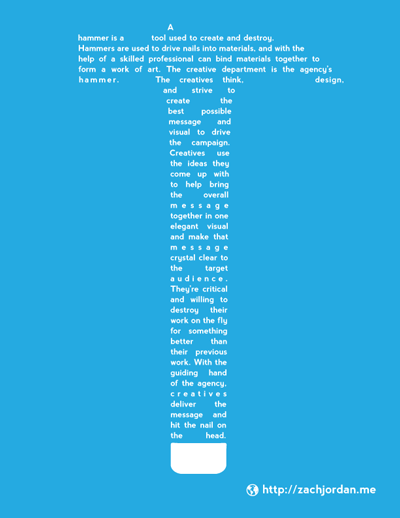 A
hammer is a tool used to create and destroy.
Hammers are used to drive nails into materials, and with the
help of a skilled professional can bind materials together to
form a work of art. The creative department is the agency's
hammer. The creatives think, design,
and strive to
create the
best possible
message and
visual to drive
the campaign.
Creatives use
the ideas they
come up with
to help bring
the overall
message
together in one
elegant visual
and make that
message
crystal clear to
the target
audience.
They're critical
and willing to
destroy their
work on the fly
for something
better than
their previous
work. With the
guiding hand
of the agency,
creatives
deliver the
message and
hit the nail on
the head.
http://zachjordan.me